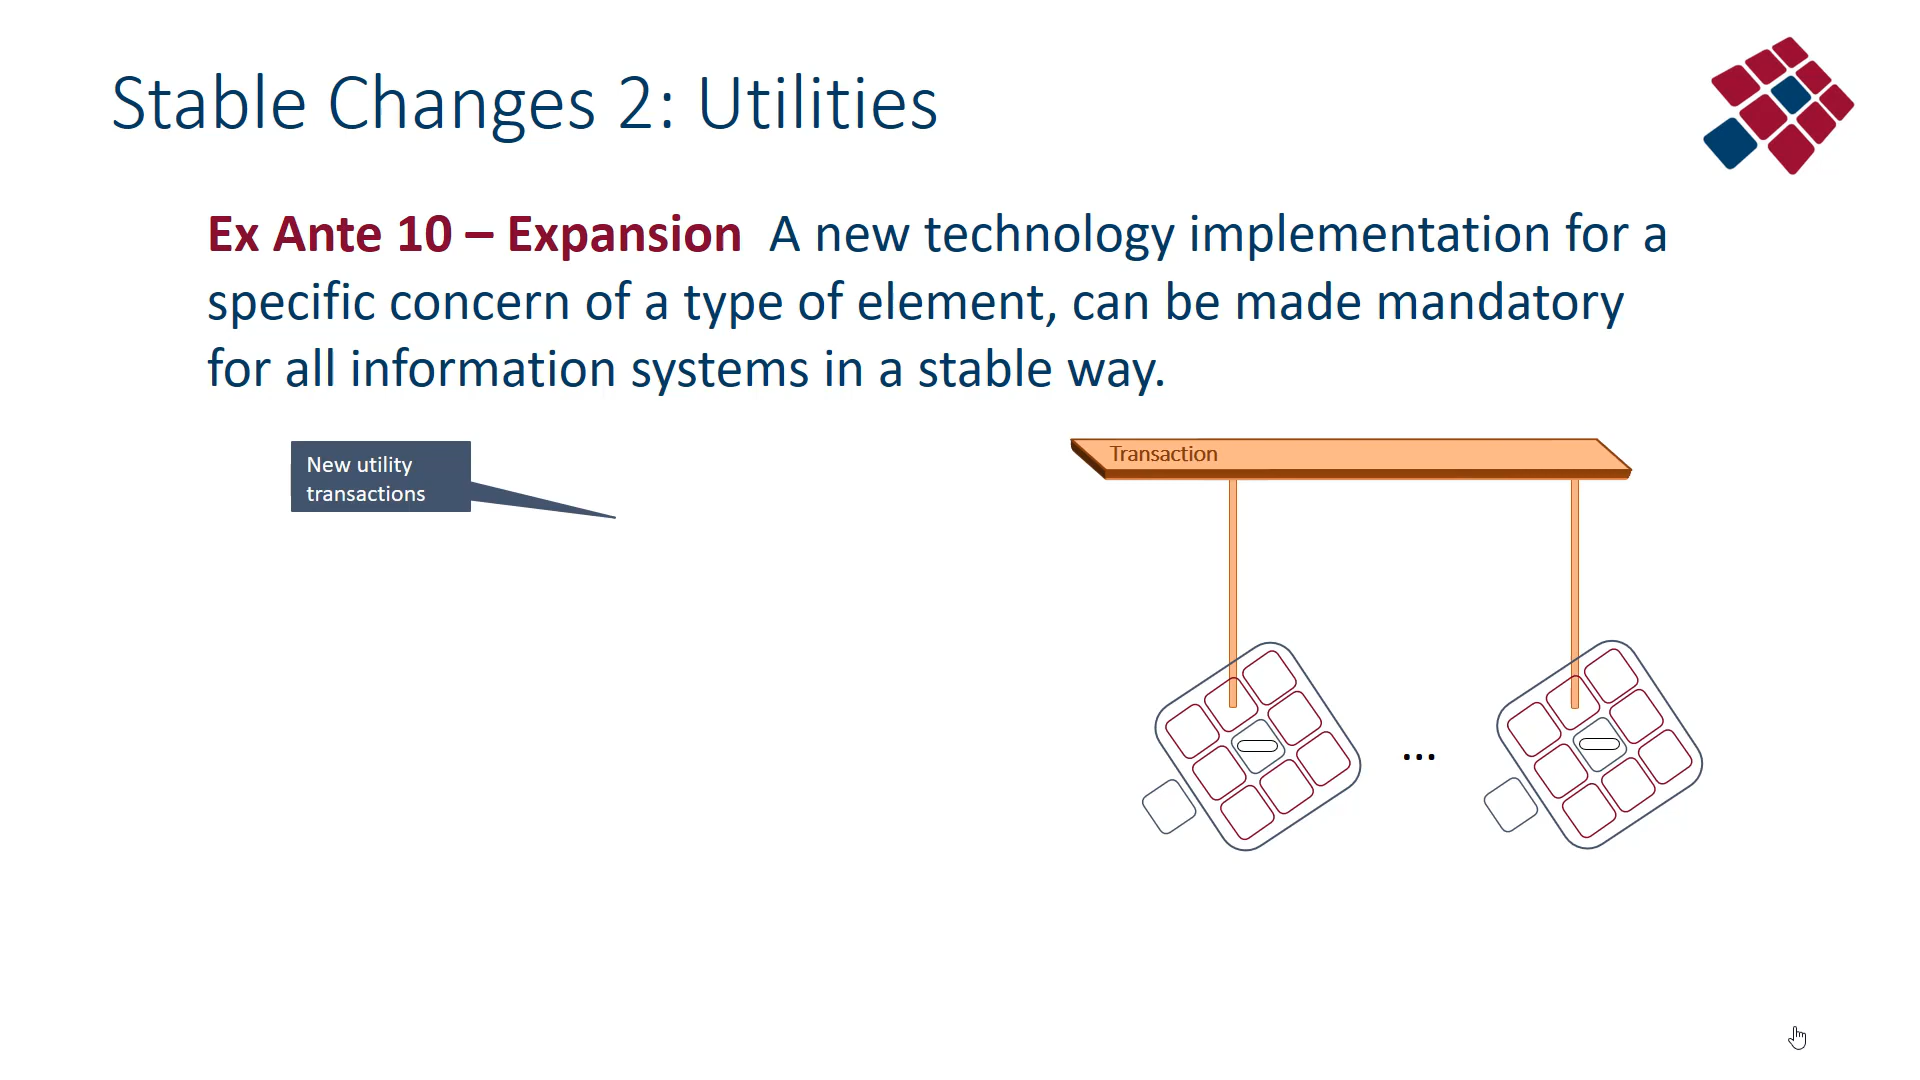 Stable Changes 2: Utilities
Ex Ante 10 – Expansion A new technology implementation for a
specific concern of a type of element, can be made mandatory
for all information systems in a stable way.
New utility
transactions
Transaction
...